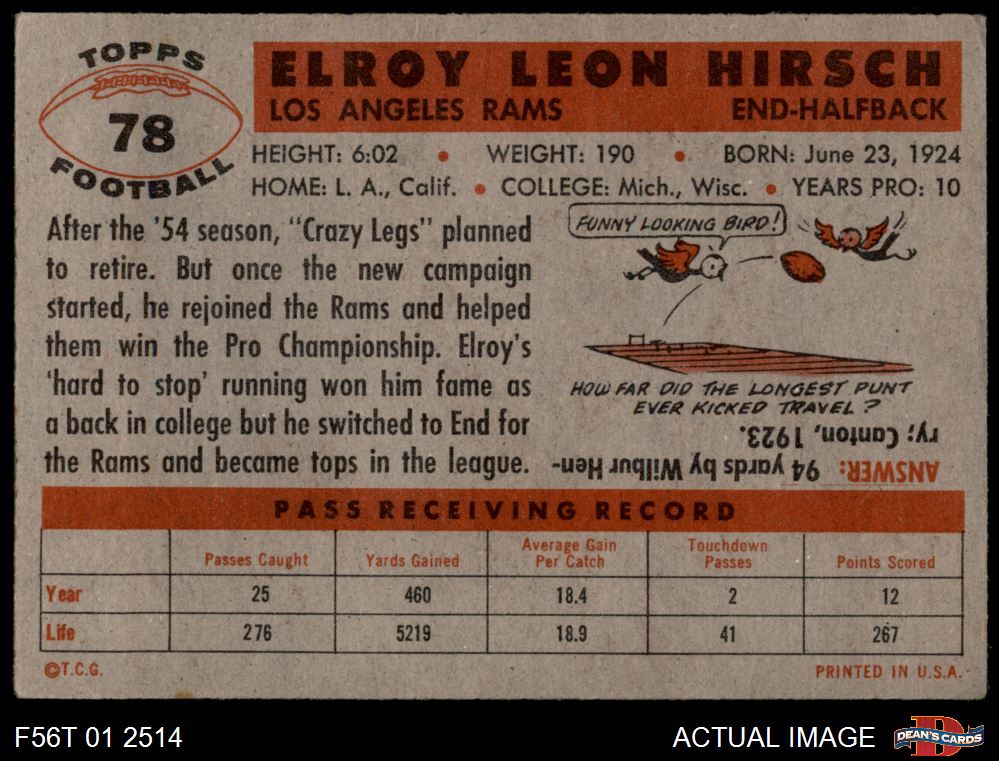 TOPPS
78
FOOTBALL
ELROY LEON HIRSCH
LOS ANGELES RAMS END-HALFBACK
HEIGHT: 6:02 • WEIGHT: 190 • BORN: June 23, 1924
HOME: L. A., Calif. • COLLEGE: Mich., Wisc. • YEARS PRO: 10
After the '54 season, "Crazy Legs" planned
to retire. But once the new campaign
started, he rejoined the Rams and helped
them win the Pro Championship. Elroy's
'hard to stop' running won him fame as
a back in college but he switched to End for
the Rams and became tops in the league.
FUNNY LOOKING BIRD!
HOW FAR DID THE LONGEST PUNT
EVER KICKED TRAVEL?
ANSWER: 94 yards by Wilbur Hen-
ry; Canton, 1923.
PASS RECEIVING RECORD
Passes Caught Yards Gained Average Gain Per Catch Touchdown Passes Points Scored
Year 25 460 18.4 2 12
Life 276 5219 18.9 41 267
©T.C.G. PRINTED IN U.S.A.
F56T 01 2514 ACTUAL IMAGE D DEAN'S CARDS